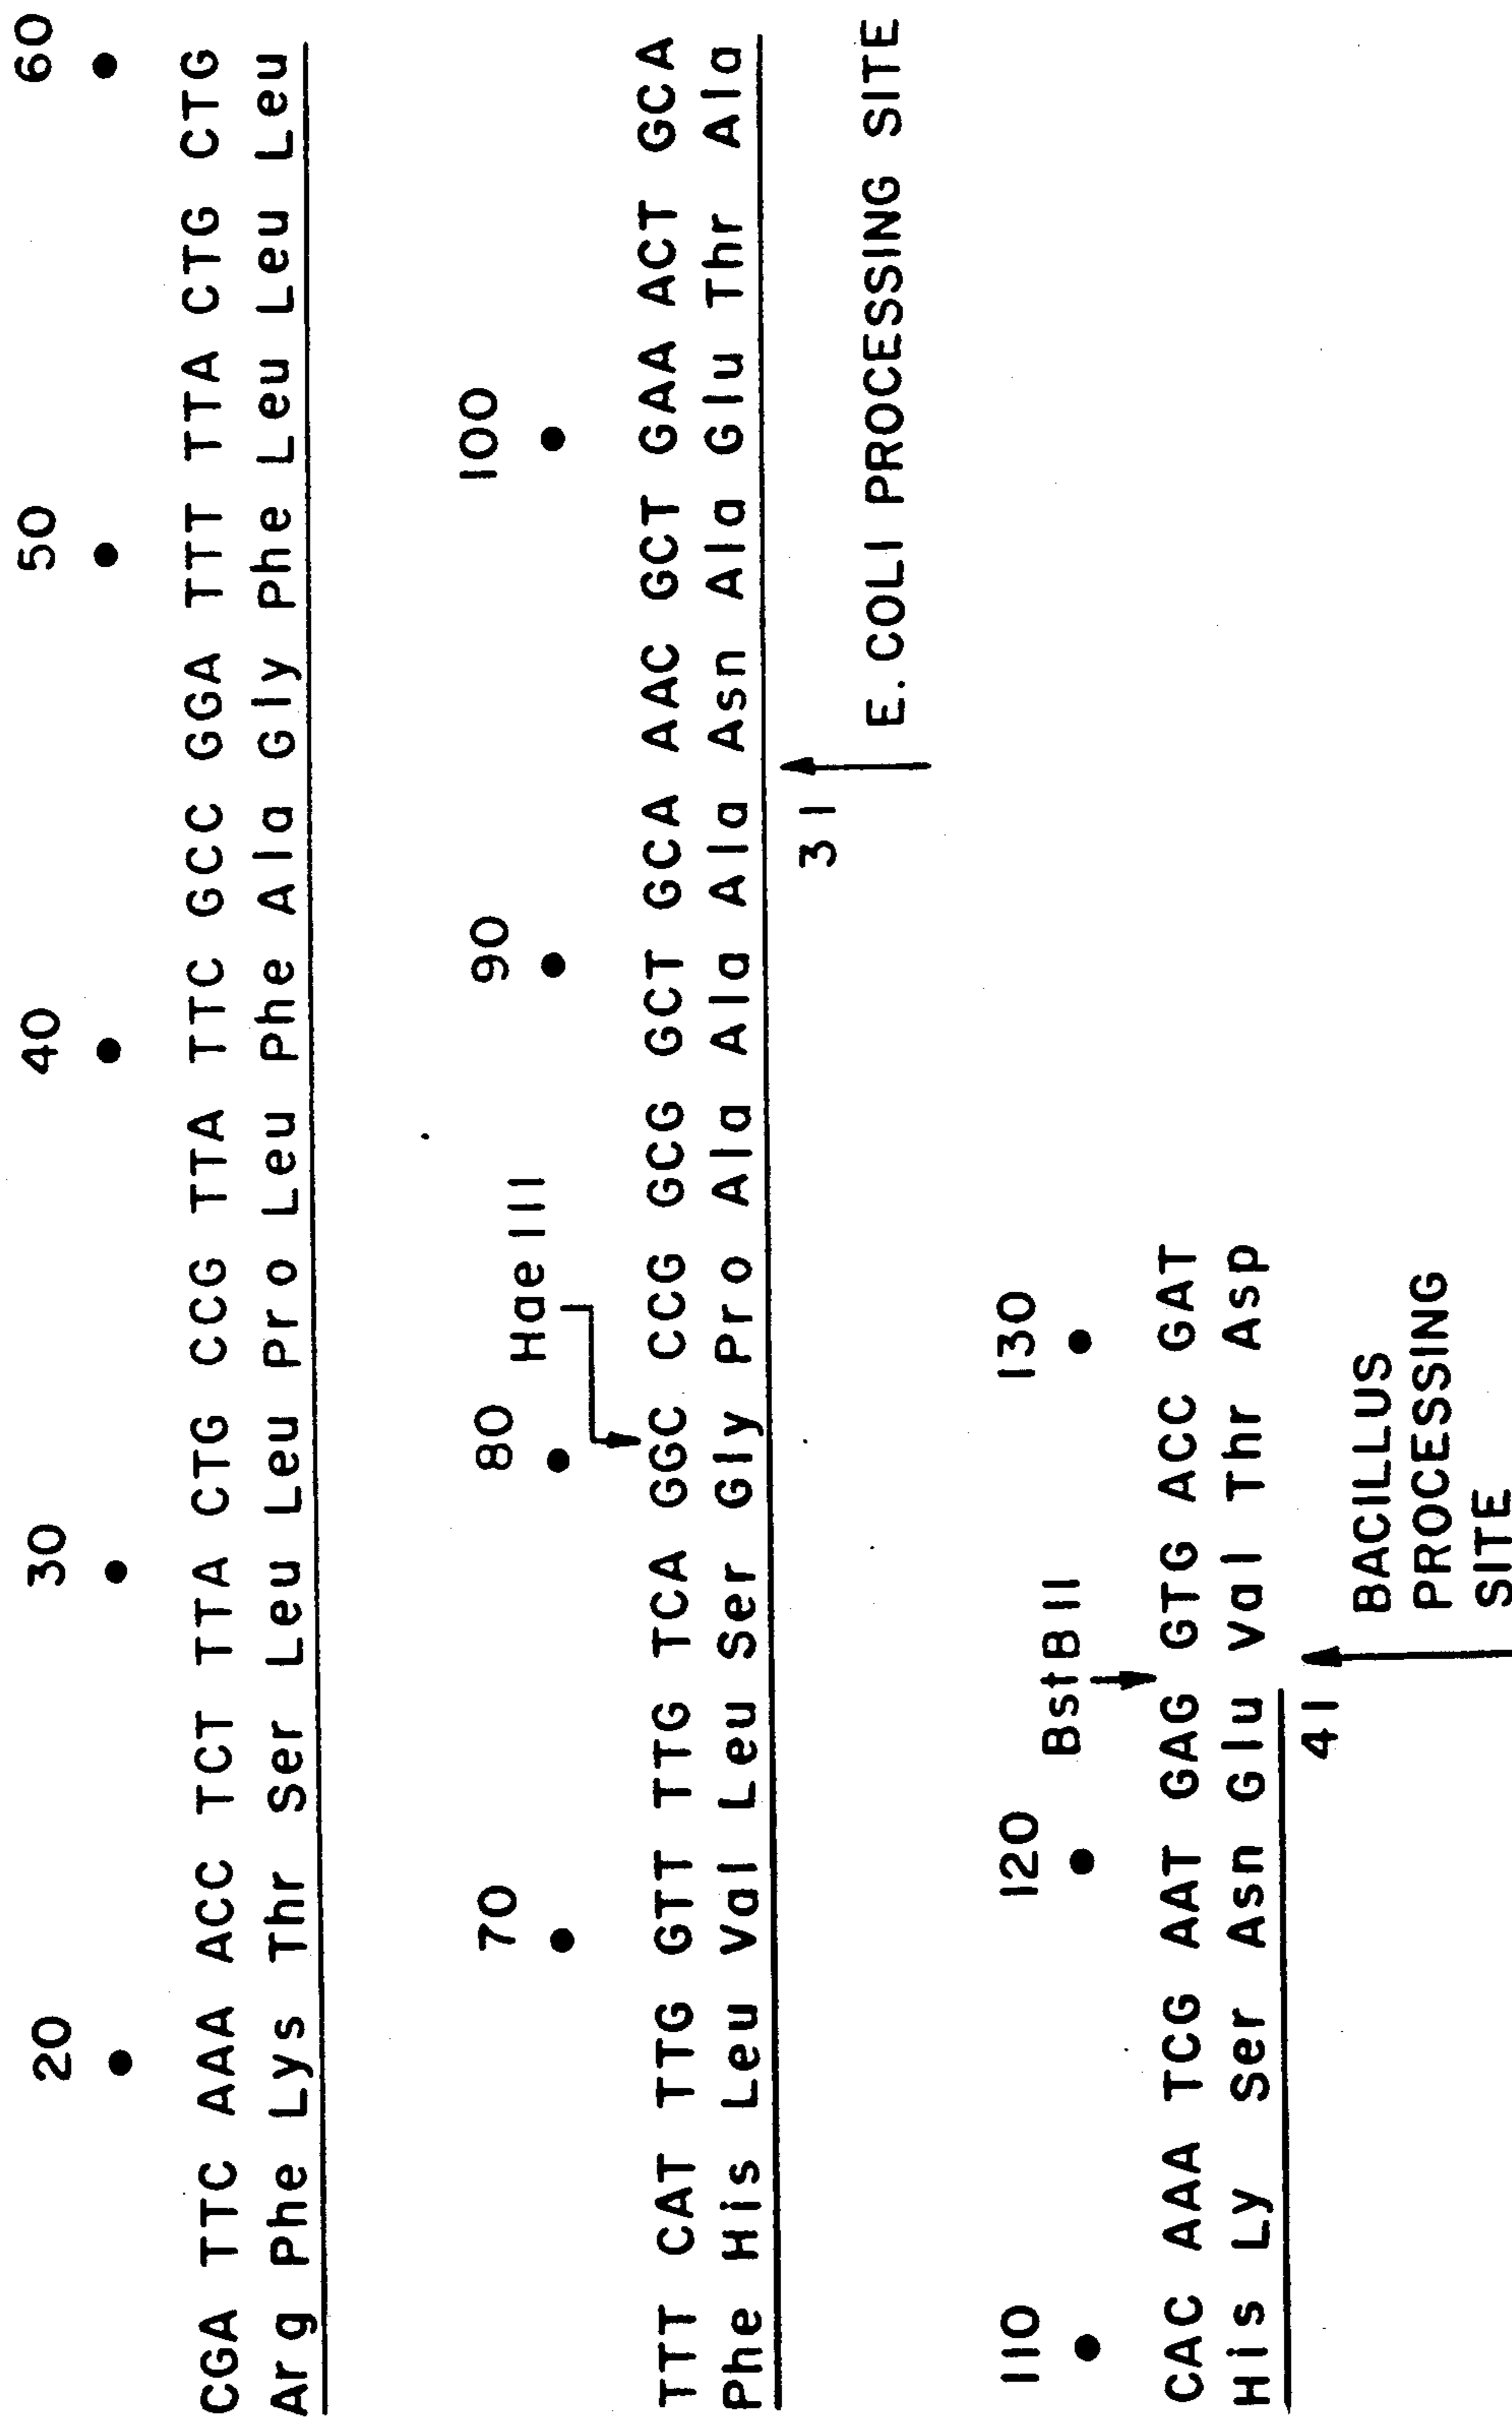 20 30 40 50 60
CGA TTC AAA ACC TCT TTA CTG CCG TTA TTC GCC GGA TTT TTA CTG CTG
Arg Phe Lys Thr Ser Leu Leu Pro Leu Phe Ala Gly Phe Leu Leu Leu
70 80 Hae III 90 100
TTT CAT TTG GTT TTG TCA GGC CCG GCG GCT GCA AAC GCT GAA ACT GCA
Phe His Leu Val Leu Ser Gly Pro Ala Ala Ala Asn Ala Glu Thr Ala
31
E. COLI PROCESSING SITE
110 120 BstB II 130
CAC AAA TCG AAT GAG GTG ACC GAT
His Ly Ser Asn Glu Val Thr Asp
41
BACILLUS
PROCESSING
SITE